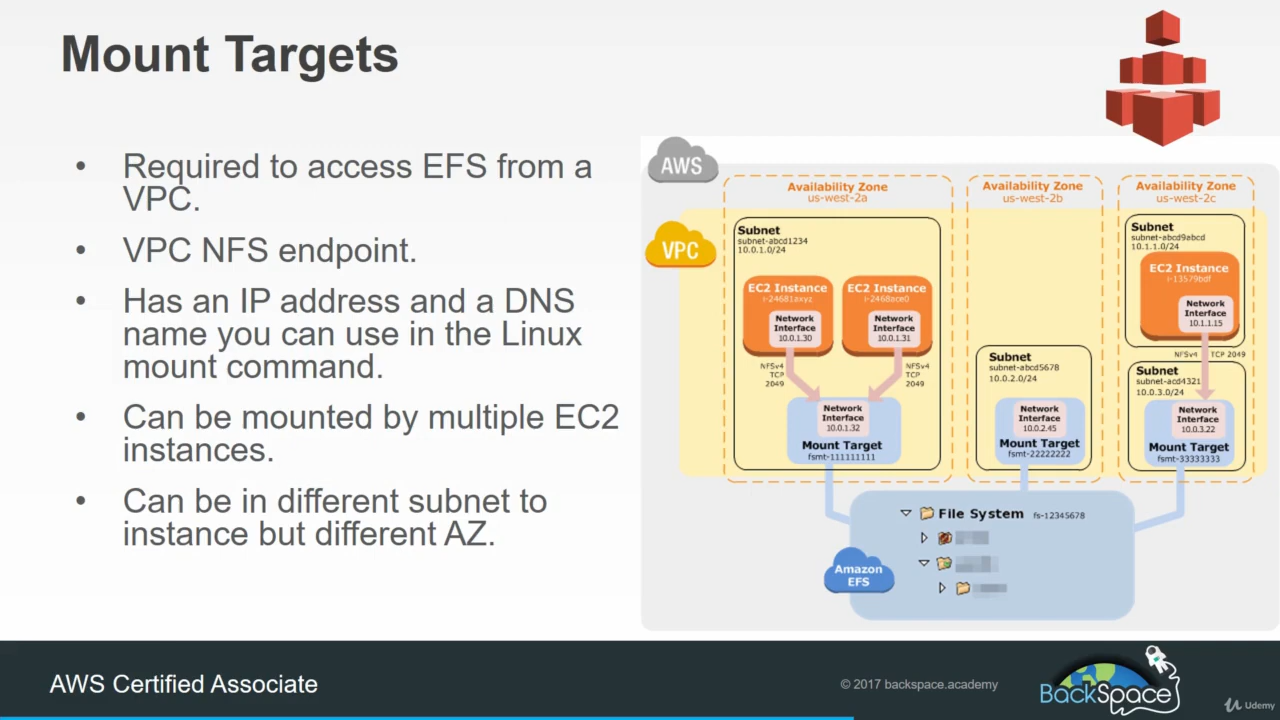 Mount Targets
• Required to access EFS from a
VPC.
• VPC NFS endpoint.
• Has an IP address and a DNS
name you can use in the Linux
mount command.
• Can be mounted by multiple EC2
instances.
• Can be in different subnet to
instance but different AZ.
AWS
VPC
Availability Zone
us-west-2a
Subnet
subnet-abcd1234
10.0.1.0/24
EC2 Instance
i-24681axyz
Network
Interface
10.0.1.30
EC2 Instance
i-2468ace0
Network
Interface
10.0.1.31
NFSv4
TCP
2049
NFSv4
TCP
2049
Network
Interface
10.0.1.32
Mount Target
fsmt-111111111
Availability Zone
us-west-2b
Subnet
subnet-abcd5678
10.0.2.0/24
Network
Interface
10.0.2.45
Mount Target
fsmt-22222222
Availability Zone
us-west-2c
Subnet
subnet-abcd9abcd
10.1.1.0/24
EC2 Instance
i-13579bdf
Network
Interface
10.1.1.15
NFSv4 TCP 2049
Subnet
subnet-acd4321
10.0.3.0/24
Network
Interface
10.0.3.22
Mount Target
fsmt-33333333
File System fs-12345678
Amazon
EFS
AWS Certified Associate
© 2017 backspace.academy
BackSpace
Udemy